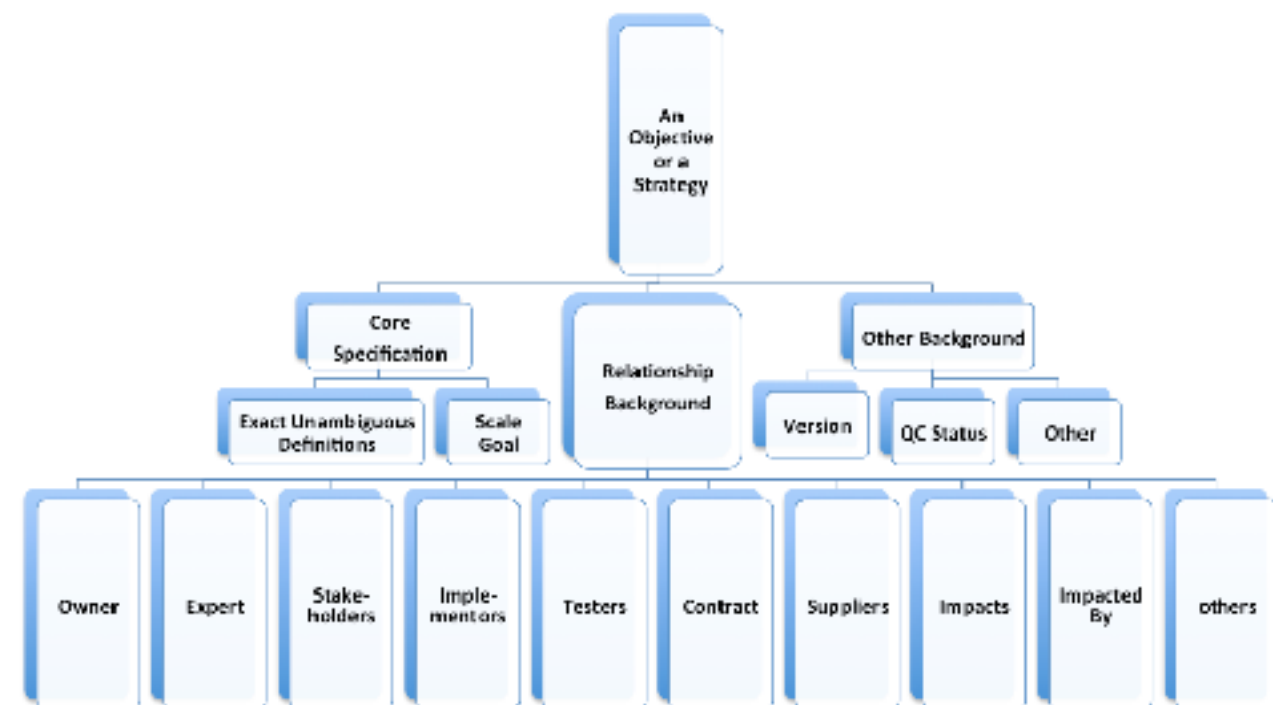 An
Objective
or a
Strategy
Core
Specification
Relationship
Background
Other Background
Exact Unambiguous
Definitions
Scale
Goal
Version
QC Status
Other
Owner
Expert
Stake-
holders
Imple-
mentors
Testers
Contract
Suppliers
Impacts
Impacted
By
others